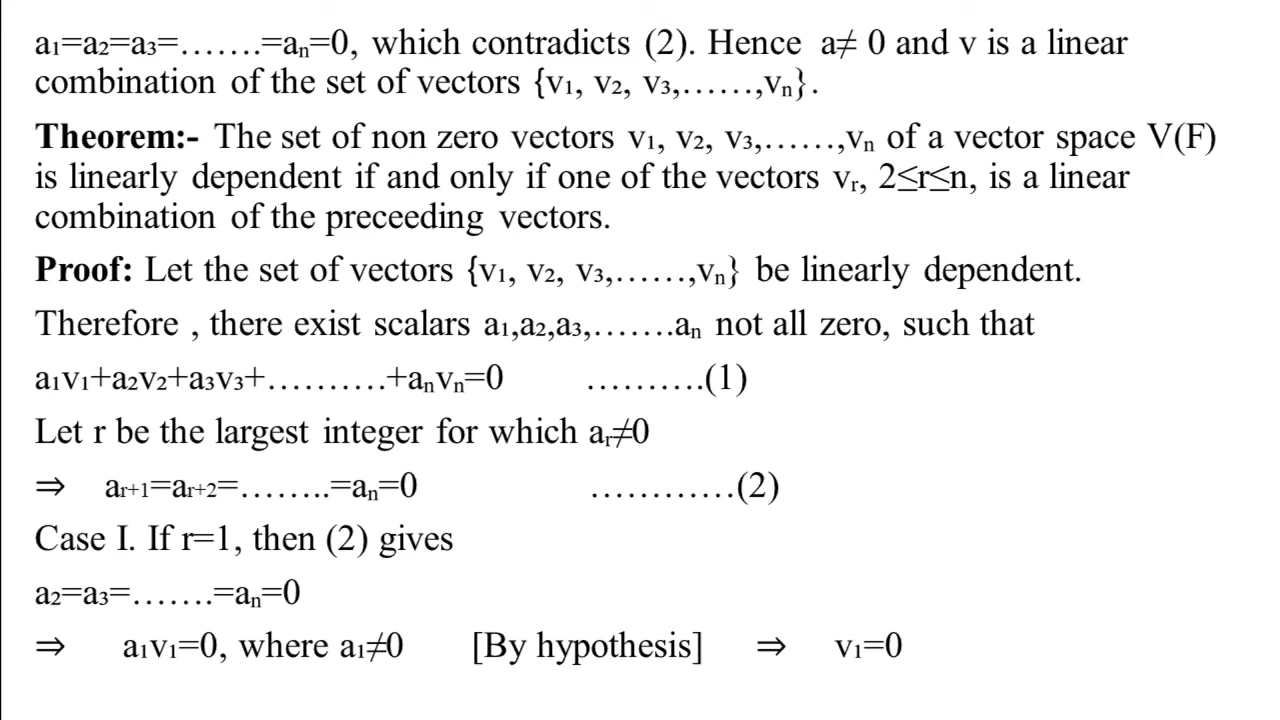 a₁=a₂=a₃=…….=aₙ=0, which contradicts (2). Hence a≠ 0 and v is a linear
combination of the set of vectors {v₁, v₂, v₃,……,vₙ}.
Theorem:- The set of non zero vectors v₁, v₂, v₃,……,vₙ of a vector space V(F)
is linearly dependent if and only if one of the vectors vᵣ, 2≤r≤n, is a linear
combination of the preceeding vectors.
Proof: Let the set of vectors {v₁, v₂, v₃,……,vₙ} be linearly dependent.
Therefore , there exist scalars a₁,a₂,a₃,…….aₙ not all zero, such that
a₁v₁+a₂v₂+a₃v₃+……….+aₙvₙ=0 ……….(1)
Let r be the largest integer for which aᵣ≠0
⇒ aᵣ₊₁=aᵣ₊₂=……..=aₙ=0 …………(2)
Case I. If r=1, then (2) gives
a₂=a₃=…….=aₙ=0
⇒ a₁v₁=0, where a₁≠0 [By hypothesis] ⇒ v₁=0